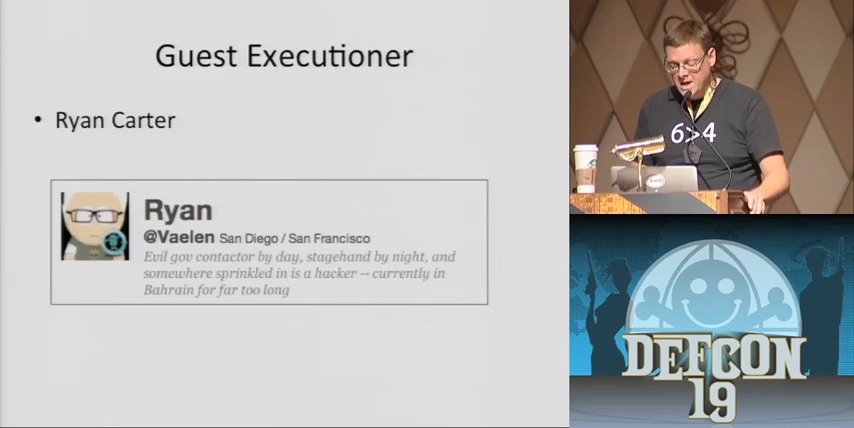 Guest Executioner
• Ryan Carter
Ryan
@Vaelen San Diego / San Francisco
Evil gov contactor by day, stagehand by night, and
somewhere sprinkled in is a hacker -- currently in
Bahrain for far too long
6>4
DEFCON
19